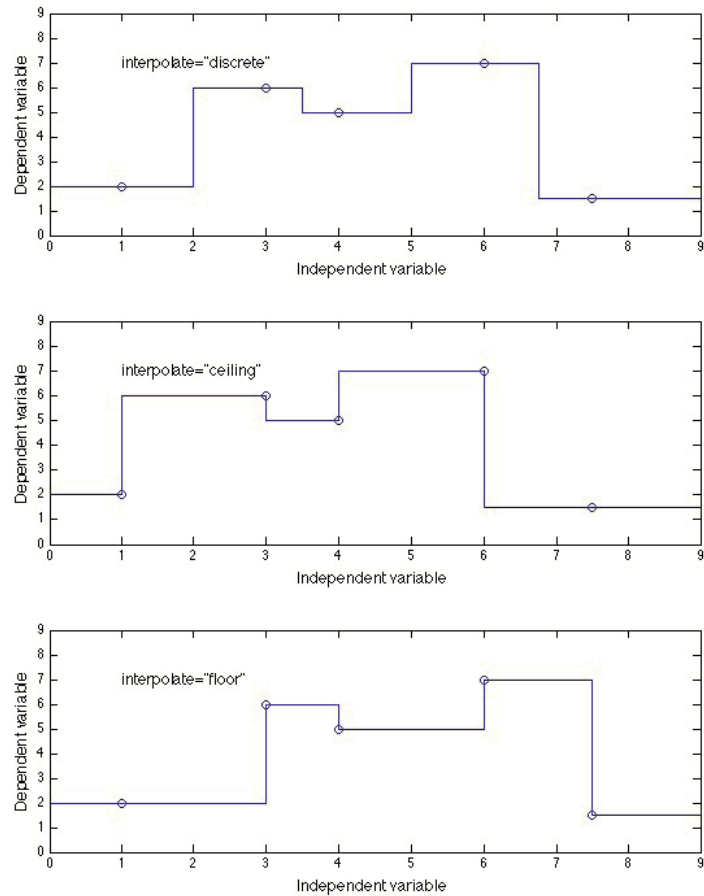 9
8
7
6
5
4
3
2
1
0
Dependent variable
interpolate="discrete"
0 1 2 3 4 5 6 7 8 9
Independent variable
9
8
7
6
5
4
3
2
1
0
Dependent variable
interpolate="ceiling"
0 1 2 3 4 5 6 7 8 9
Independent variable
9
8
7
6
5
4
3
2
1
0
Dependent variable
interpolate="floor"
0 1 2 3 4 5 6 7 8 9
Independent variable